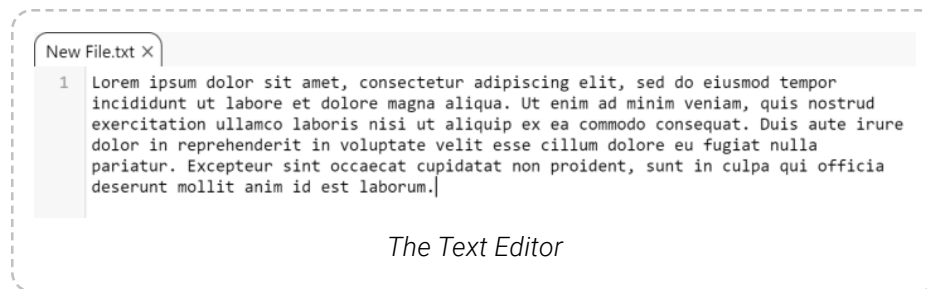 New File.txt ×
1 Lorem ipsum dolor sit amet, consectetur adipiscing elit, sed do eiusmod tempor
incididunt ut labore et dolore magna aliqua. Ut enim ad minim veniam, quis nostrud
exercitation ullamco laboris nisi ut aliquip ex ea commodo consequat. Duis aute irure
dolor in reprehenderit in voluptate velit esse cillum dolore eu fugiat nulla
pariatur. Excepteur sint occaecat cupidatat non proident, sunt in culpa qui officia
deserunt mollit anim id est laborum.
The Text Editor